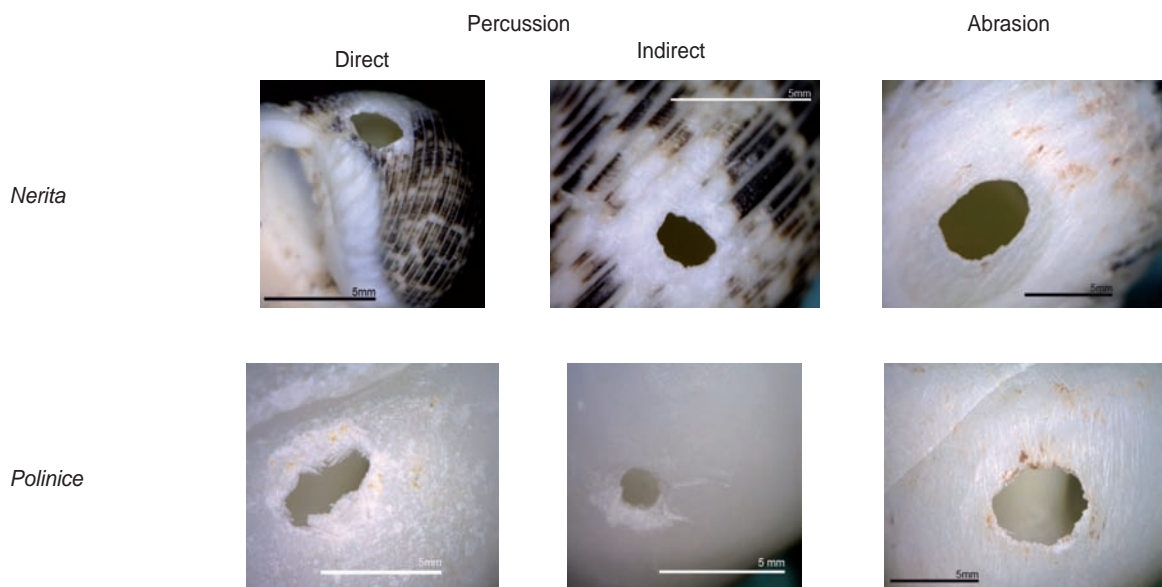 Percussion
Abrasion
Direct
Indirect
Nerita
5mm
5mm
5mm
Polinice
5mm
5 mm
5mm